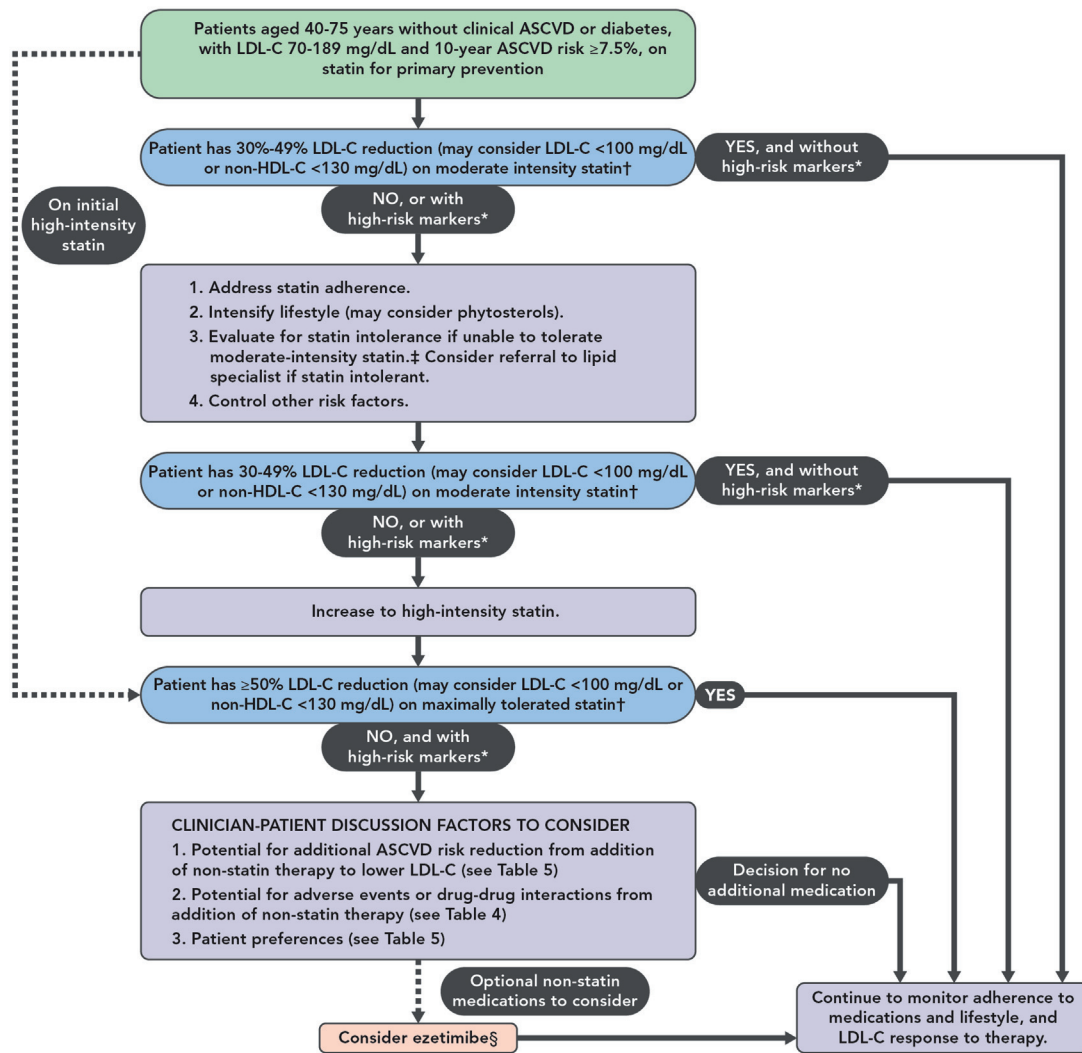 Patients aged 40-75 years without clinical ASCVD or diabetes,
with LDL-C 70-189 mg/dL and 10-year ASCVD risk ≥7.5%, on
statin for primary prevention
Patient has 30%-49% LDL-C reduction (may consider LDL-C <100 mg/dL
or non-HDL-C <130 mg/dL) on moderate intensity statin†
YES, and without
high-risk markers*
On initial
high-intensity
statin
NO, or with
high-risk markers*
1. Address statin adherence.
2. Intensify lifestyle (may consider phytosterols).
3. Evaluate for statin intolerance if unable to tolerate
moderate-intensity statin.‡ Consider referral to lipid
specialist if statin intolerant.
4. Control other risk factors.
Patient has 30-49% LDL-C reduction (may consider LDL-C <100 mg/dL
or non-HDL-C <130 mg/dL) on moderate intensity statin†
YES, and without
high-risk markers*
NO, or with
high-risk markers*
Increase to high-intensity statin.
Patient has ≥50% LDL-C reduction (may consider LDL-C <100 mg/dL or
non-HDL-C <130 mg/dL) on maximally tolerated statin†
YES
NO, and with
high-risk markers*
CLINICIAN-PATIENT DISCUSSION FACTORS TO CONSIDER
1. Potential for additional ASCVD risk reduction from addition
of non-statin therapy to lower LDL-C (see Table 5)
2. Potential for adverse events or drug-drug interactions from
addition of non-statin therapy (see Table 4)
3. Patient preferences (see Table 5)
Decision for no
additional medication
Optional non-statin
medications to consider
Consider ezetimibe§
Continue to monitor adherence to
medications and lifestyle, and
LDL-C response to therapy.